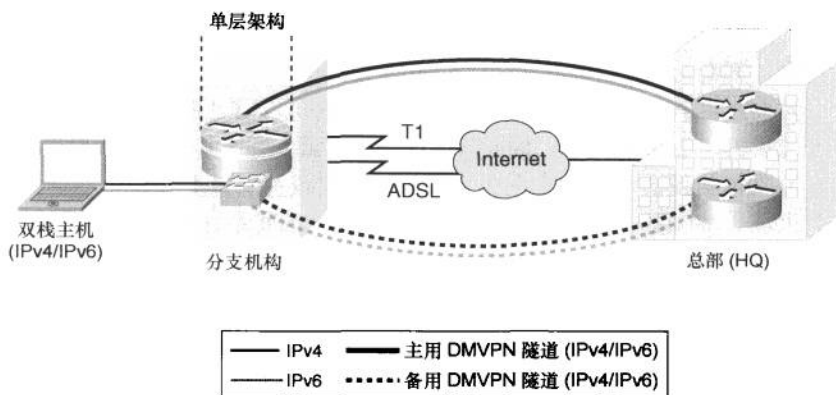 单层架构
T1
Internet
ADSL
双栈主机
(IPv4/IPv6)
分支机构
总部 (HQ)
IPv4 主用 DMVPN 隧道 (IPv4/IPv6)
IPv6 备用 DMVPN 隧道 (IPv4/IPv6)